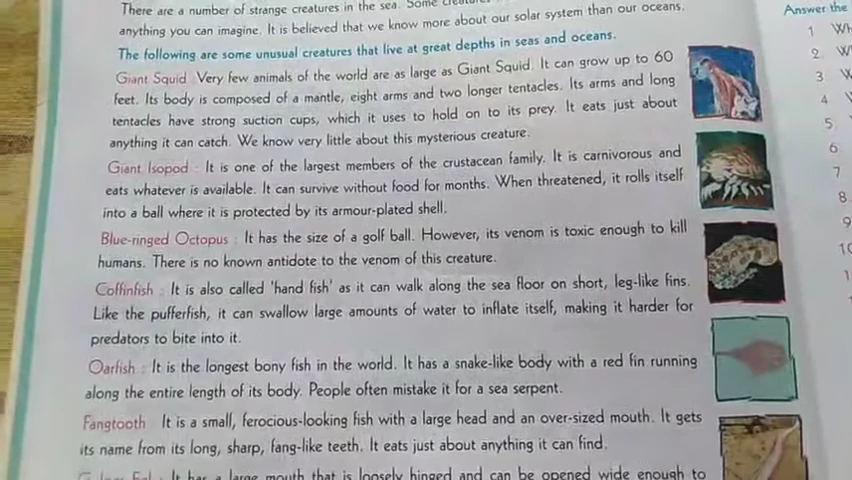 There are a number of strange creatures in the sea. Some creatures
anything you can imagine. It is believed that we know more about our solar system than our oceans.
The following are some unusual creatures that live at great depths in seas and oceans.
Giant Squid : Very few animals of the world are as large as Giant Squid. It can grow up to 60
feet. Its body is composed of a mantle, eight arms and two longer tentacles. Its arms and long
tentacles have strong suction cups, which it uses to hold on to its prey. It eats just about
anything it can catch. We know very little about this mysterious creature.
Giant Isopod : It is one of the largest members of the crustacean family. It is carnivorous and
eats whatever is available. It can survive without food for months. When threatened, it rolls itself
into a ball where it is protected by its armour-plated shell.
Blue-ringed Octopus : It has the size of a golf ball. However, its venom is toxic enough to kill
humans. There is no known antidote to the venom of this creature.
Coffinfish : It is also called 'hand fish' as it can walk along the sea floor on short, leg-like fins.
Like the pufferfish, it can swallow large amounts of water to inflate itself, making it harder for
predators to bite into it.
Oarfish : It is the longest bony fish in the world. It has a snake-like body with a red fin running
along the entire length of its body. People often mistake it for a sea serpent.
Fangtooth It is a small, ferocious-looking fish with a large head and an over-sized mouth. It gets
its name from its long, sharp, fang-like teeth. It eats just about anything it can find.
It has a large mouth that is loosely hinged and can be opened wide enough to
Answer the
1
2.
3
4
5.
6
7
8.
9
10